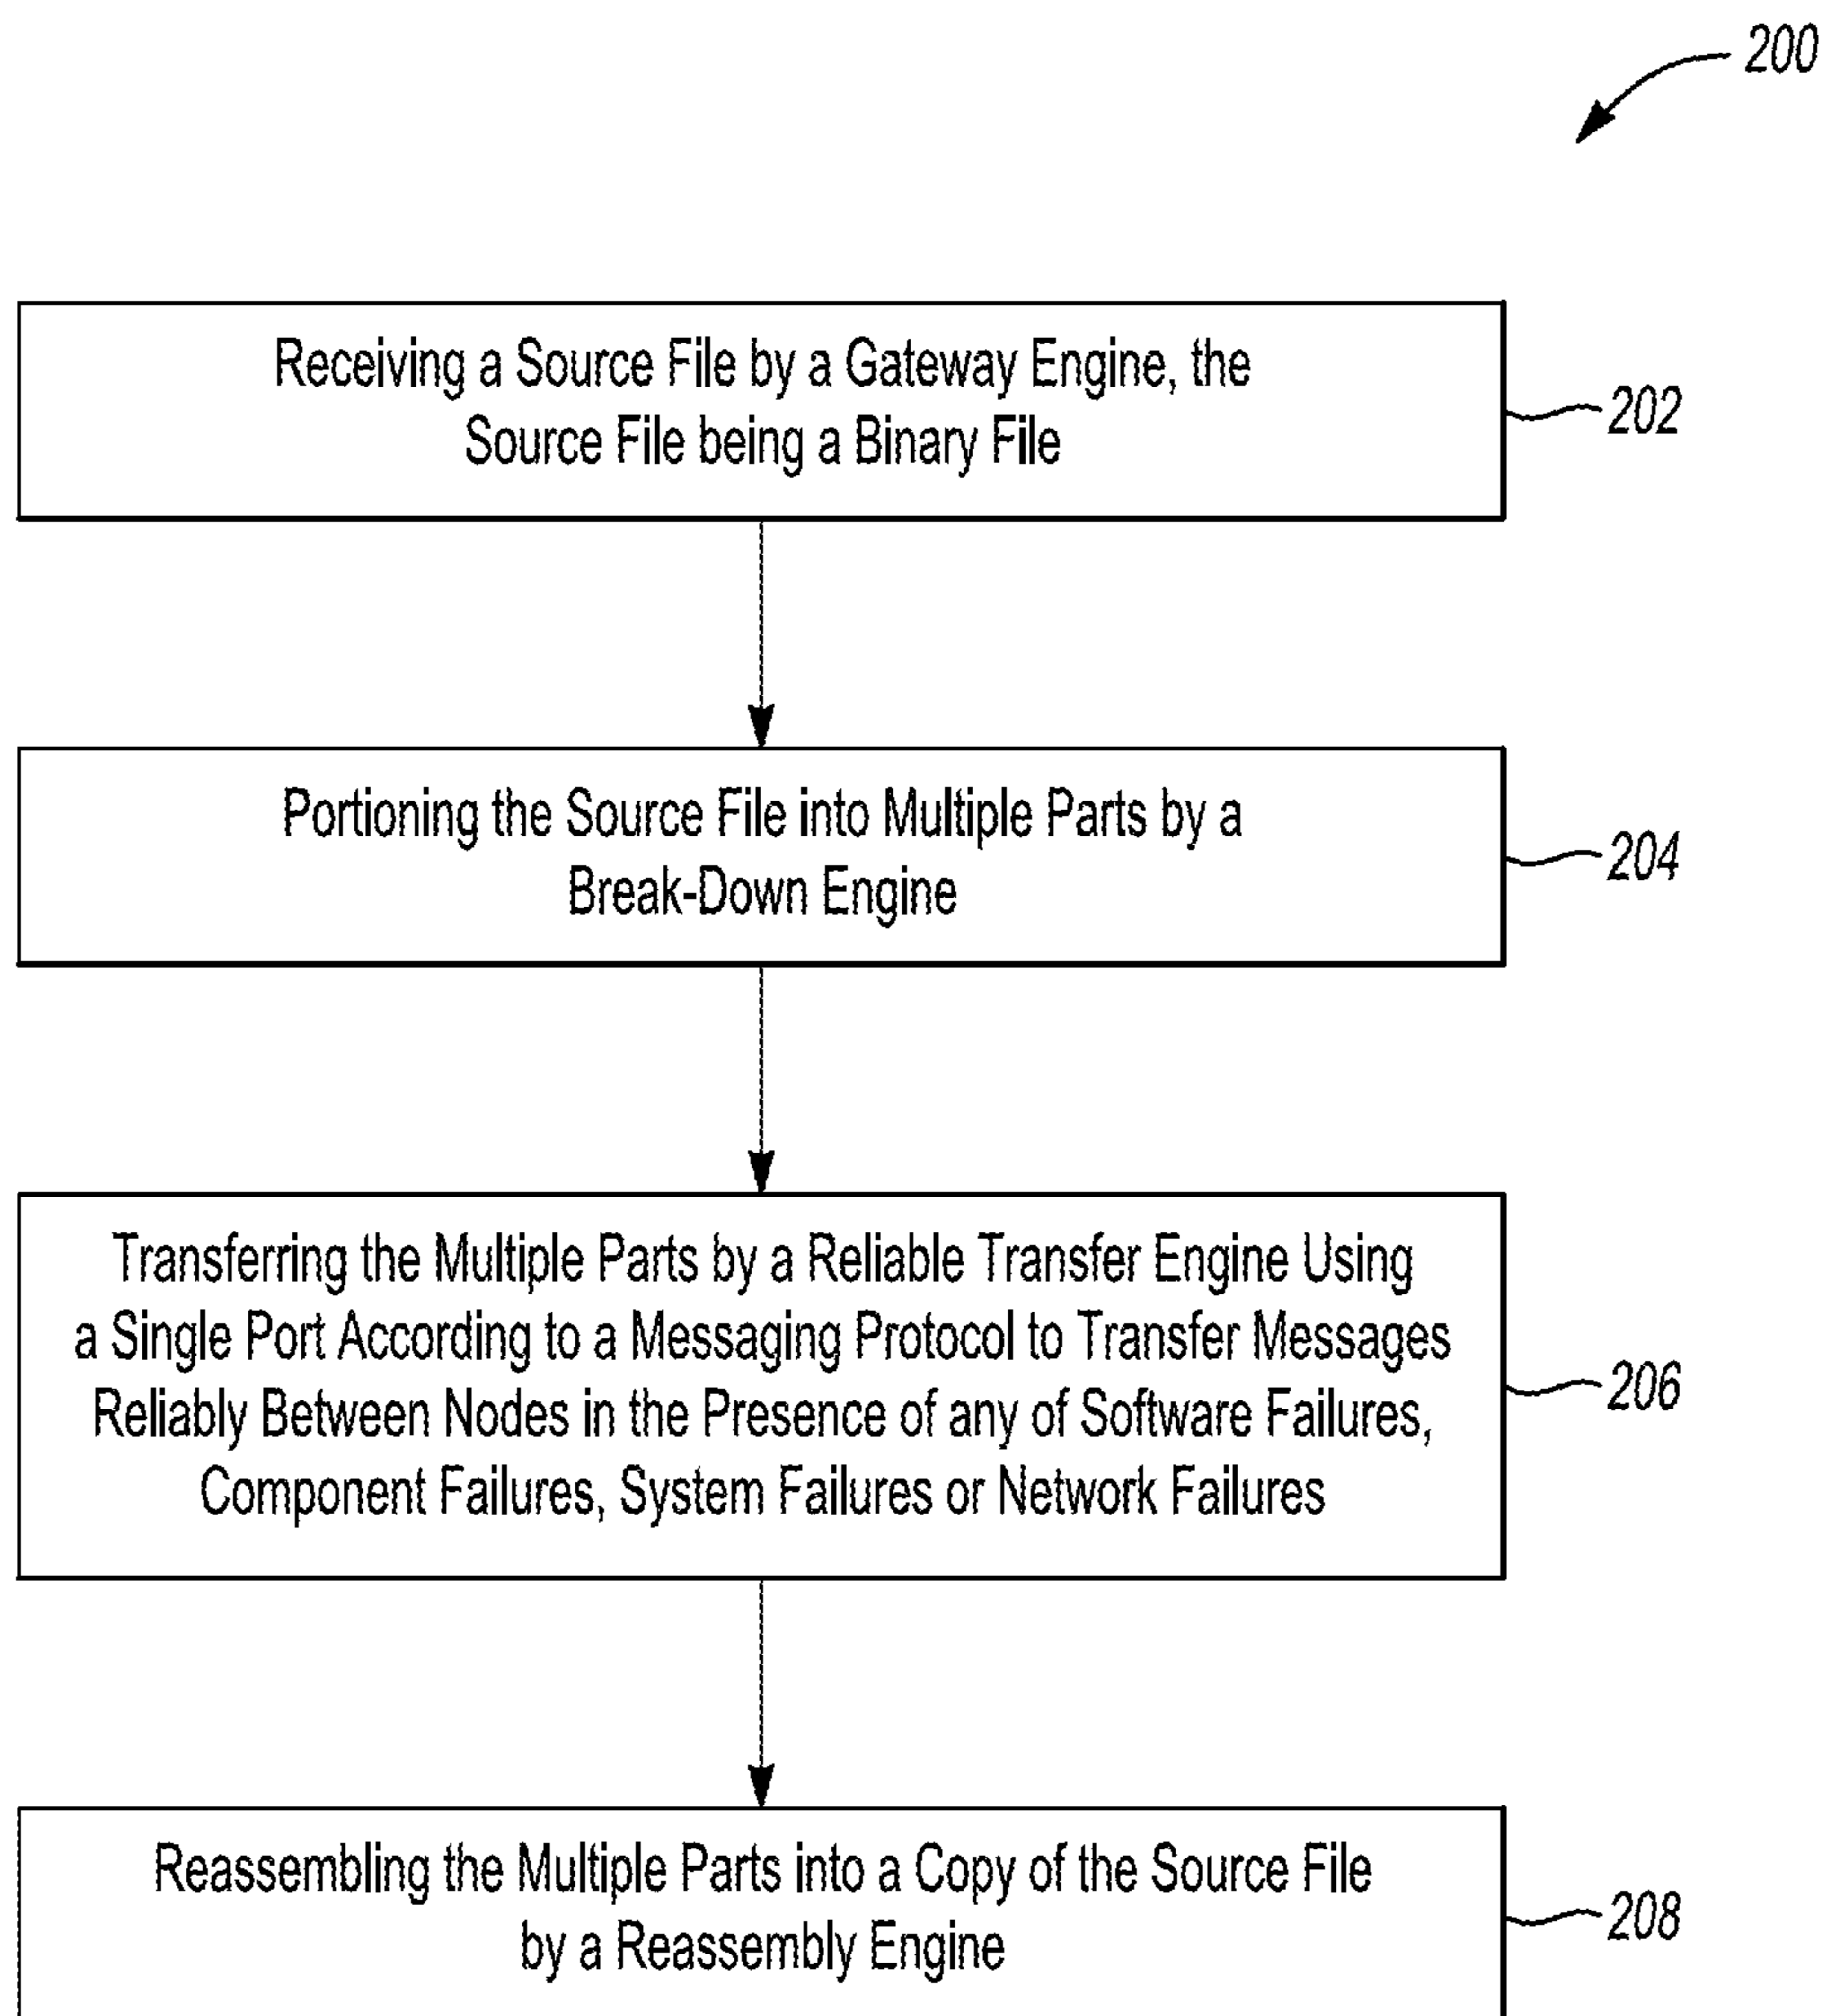 200
Receiving a Source File by a Gateway Engine, the
Source File being a Binary File
202
Portioning the Source File into Multiple Parts by a
Break-Down Engine
204
Transferring the Multiple Parts by a Reliable Transfer Engine Using
a Single Port According to a Messaging Protocol to Transfer Messages
Reliably Between Nodes in the Presence of any of Software Failures,
Component Failures, System Failures or Network Failures
206
Reassembling the Multiple Parts into a Copy of the Source File
by a Reassembly Engine
208